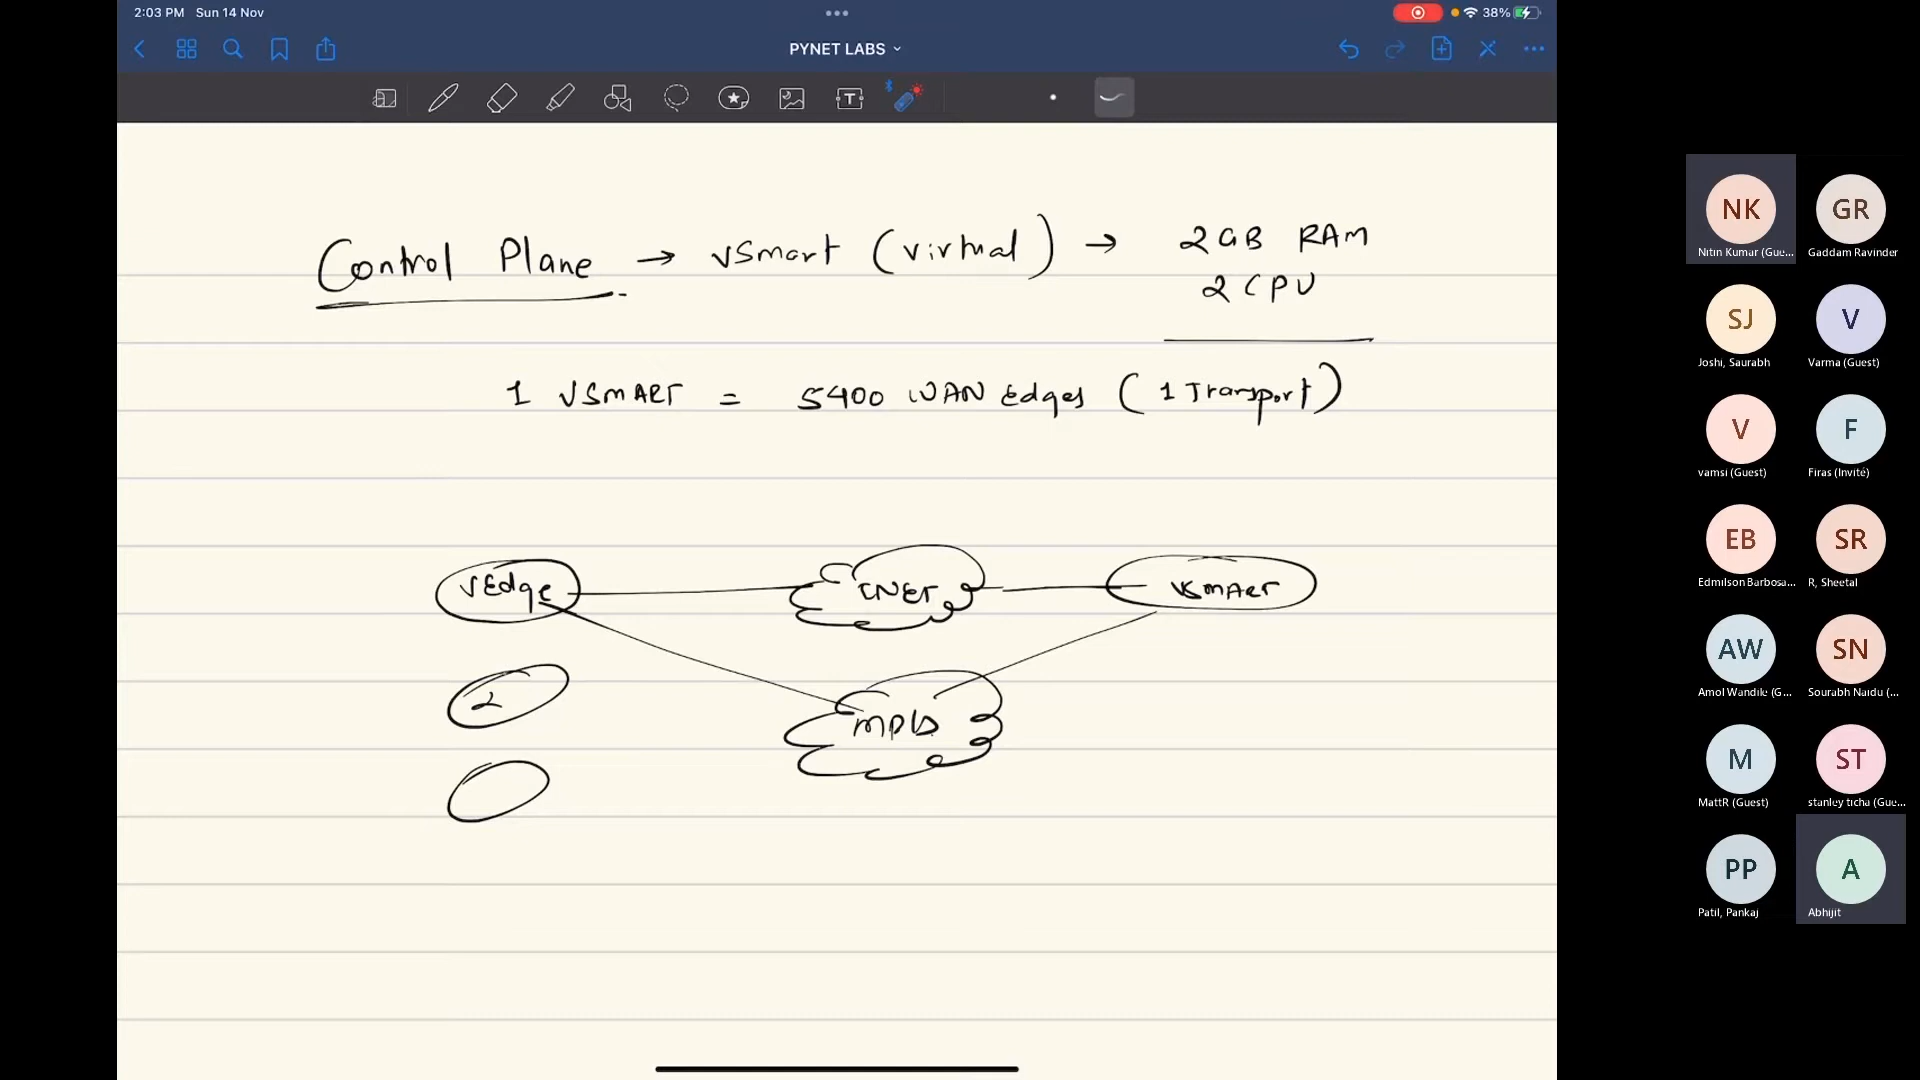 2:03 PM Sun 14 Nov
38%
PYNET LABS
T
Control Plane → vSmart (virtual) → 2GB RAM
2 CPU
1 vSMART = 5400 WAN Edges (1 Transport)
vEdge
INET
vSMART
2
MPLS
NK
Nitin Kumar (Gue...
GR
Gaddam Ravinder
SJ
Joshi, Saurabh
V
Varma (Guest)
V
vamsi (Guest)
F
Firas (Invité)
EB
Edmilson Barbosa...
SR
R, Sheetal
AW
Amol Wandile (G...
SN
Sourabh Naidu (...
M
MattR (Guest)
ST
stanley ticha (Gue...
PP
Patil, Pankaj
A
Abhijit